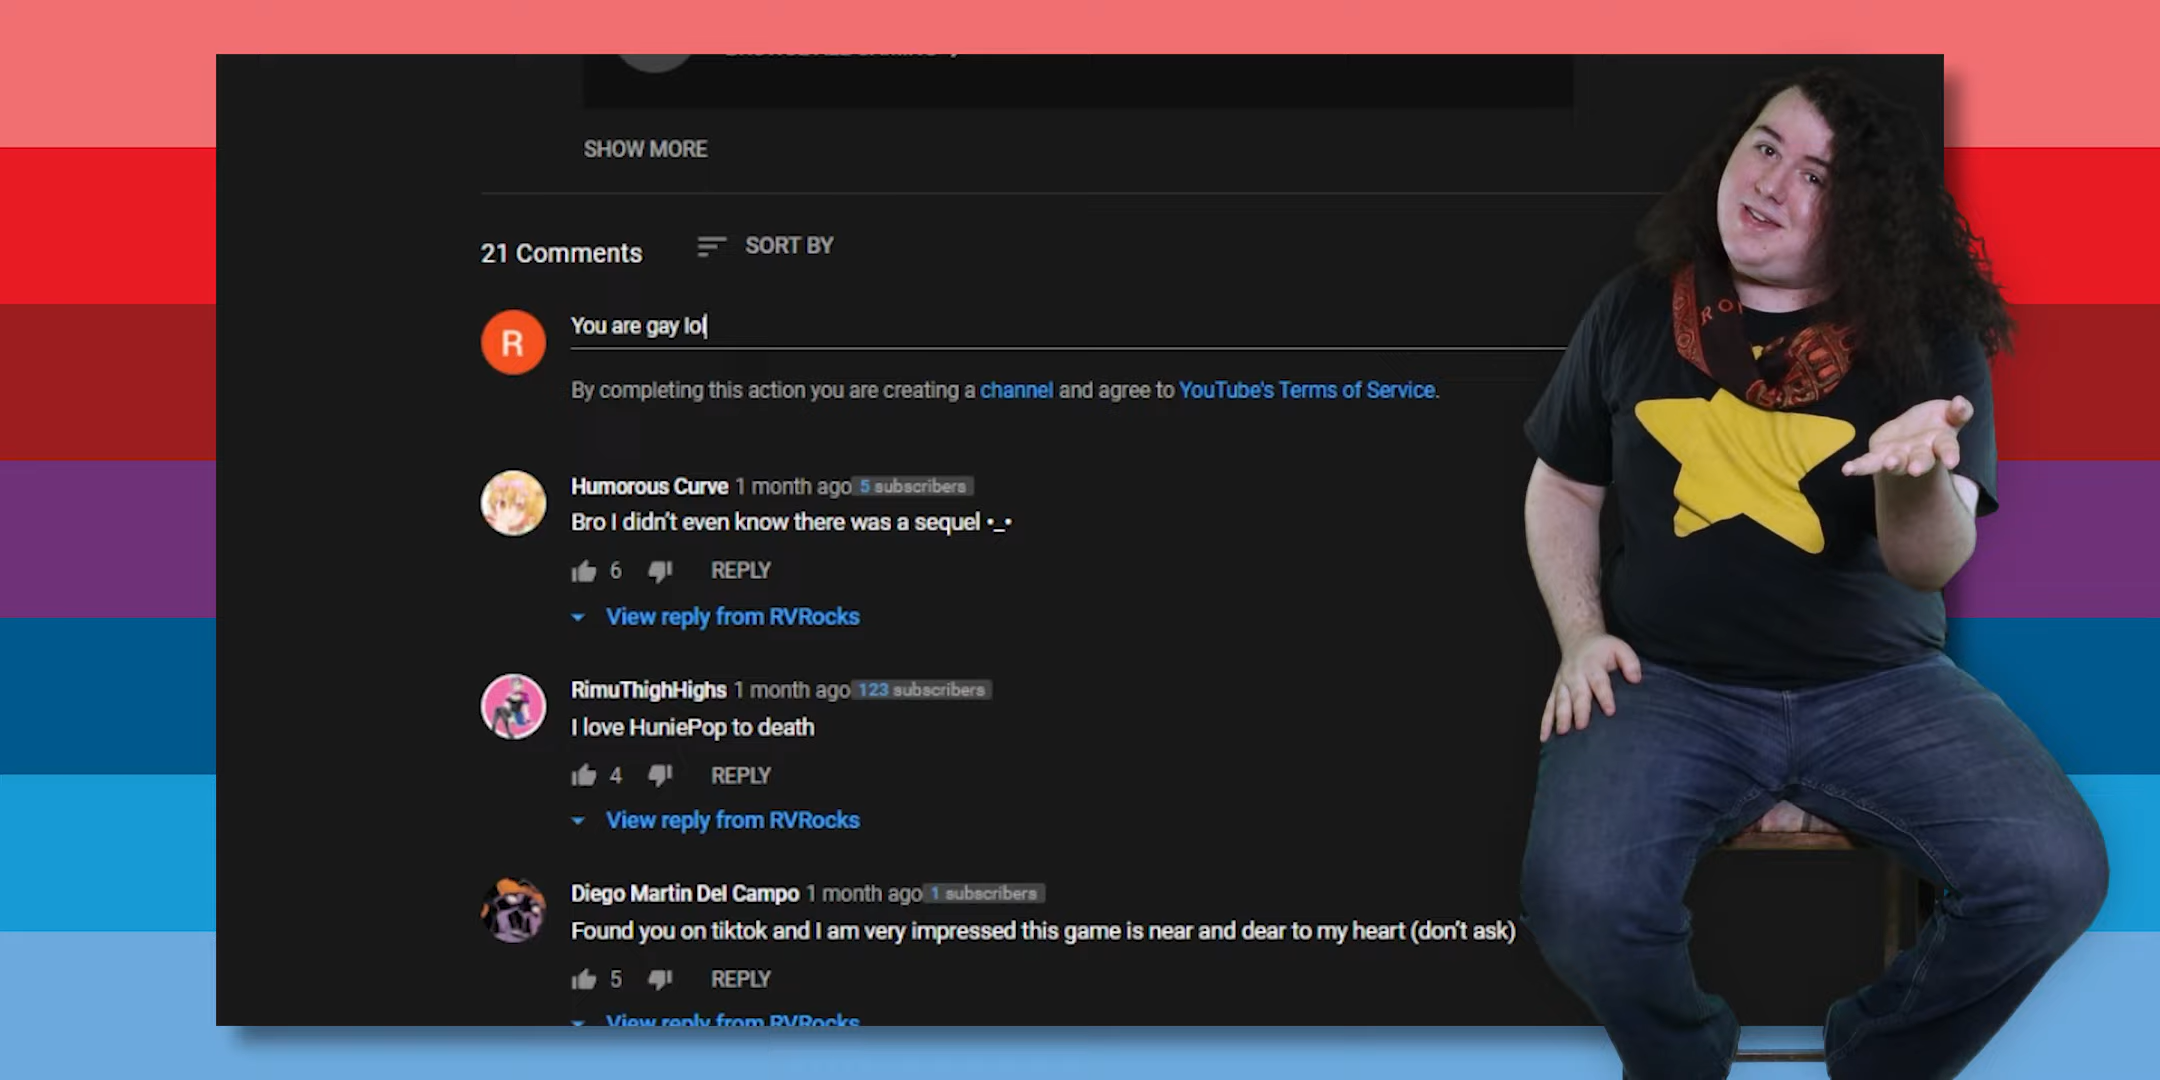 SHOW MORE
21 Comments
SORT BY
R
You are gay lol
By completing this action you are creating a channel and agree to YouTube's Terms of Service.
Humorous Curve 1 month ago 5 subscribers
Bro I didn't even know there was a sequel •_•
6 REPLY
View reply from RVRocks
RimuThighHighs 1 month ago 123 subscribers
I love HuniePop to death
4 REPLY
View reply from RVRocks
Diego Martin Del Campo 1 month ago 1 subscribers
Found you on tiktok and I am very impressed this game is near and dear to my heart (don't ask)
5 REPLY
View reply from RVRocks